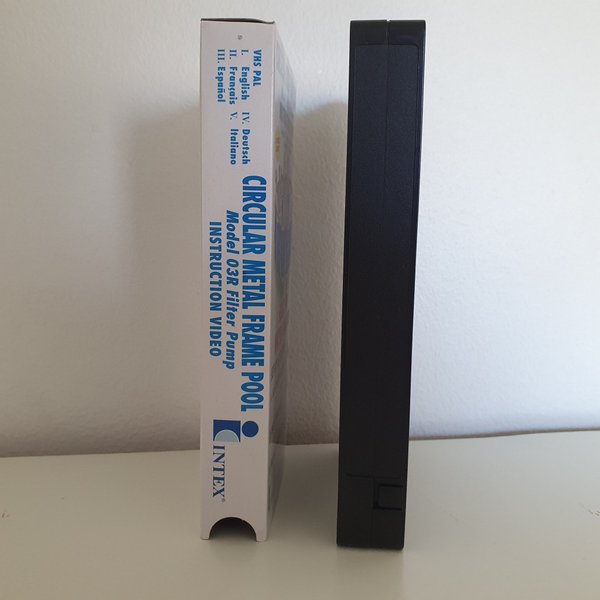 VHS PAL
I. English IV. Deutsch
II. Français V. Italiano
III. Español
CIRCULAR METAL FRAME POOL
Model 03R Filter Pump
INSTRUCTION VIDEO
INTEX®